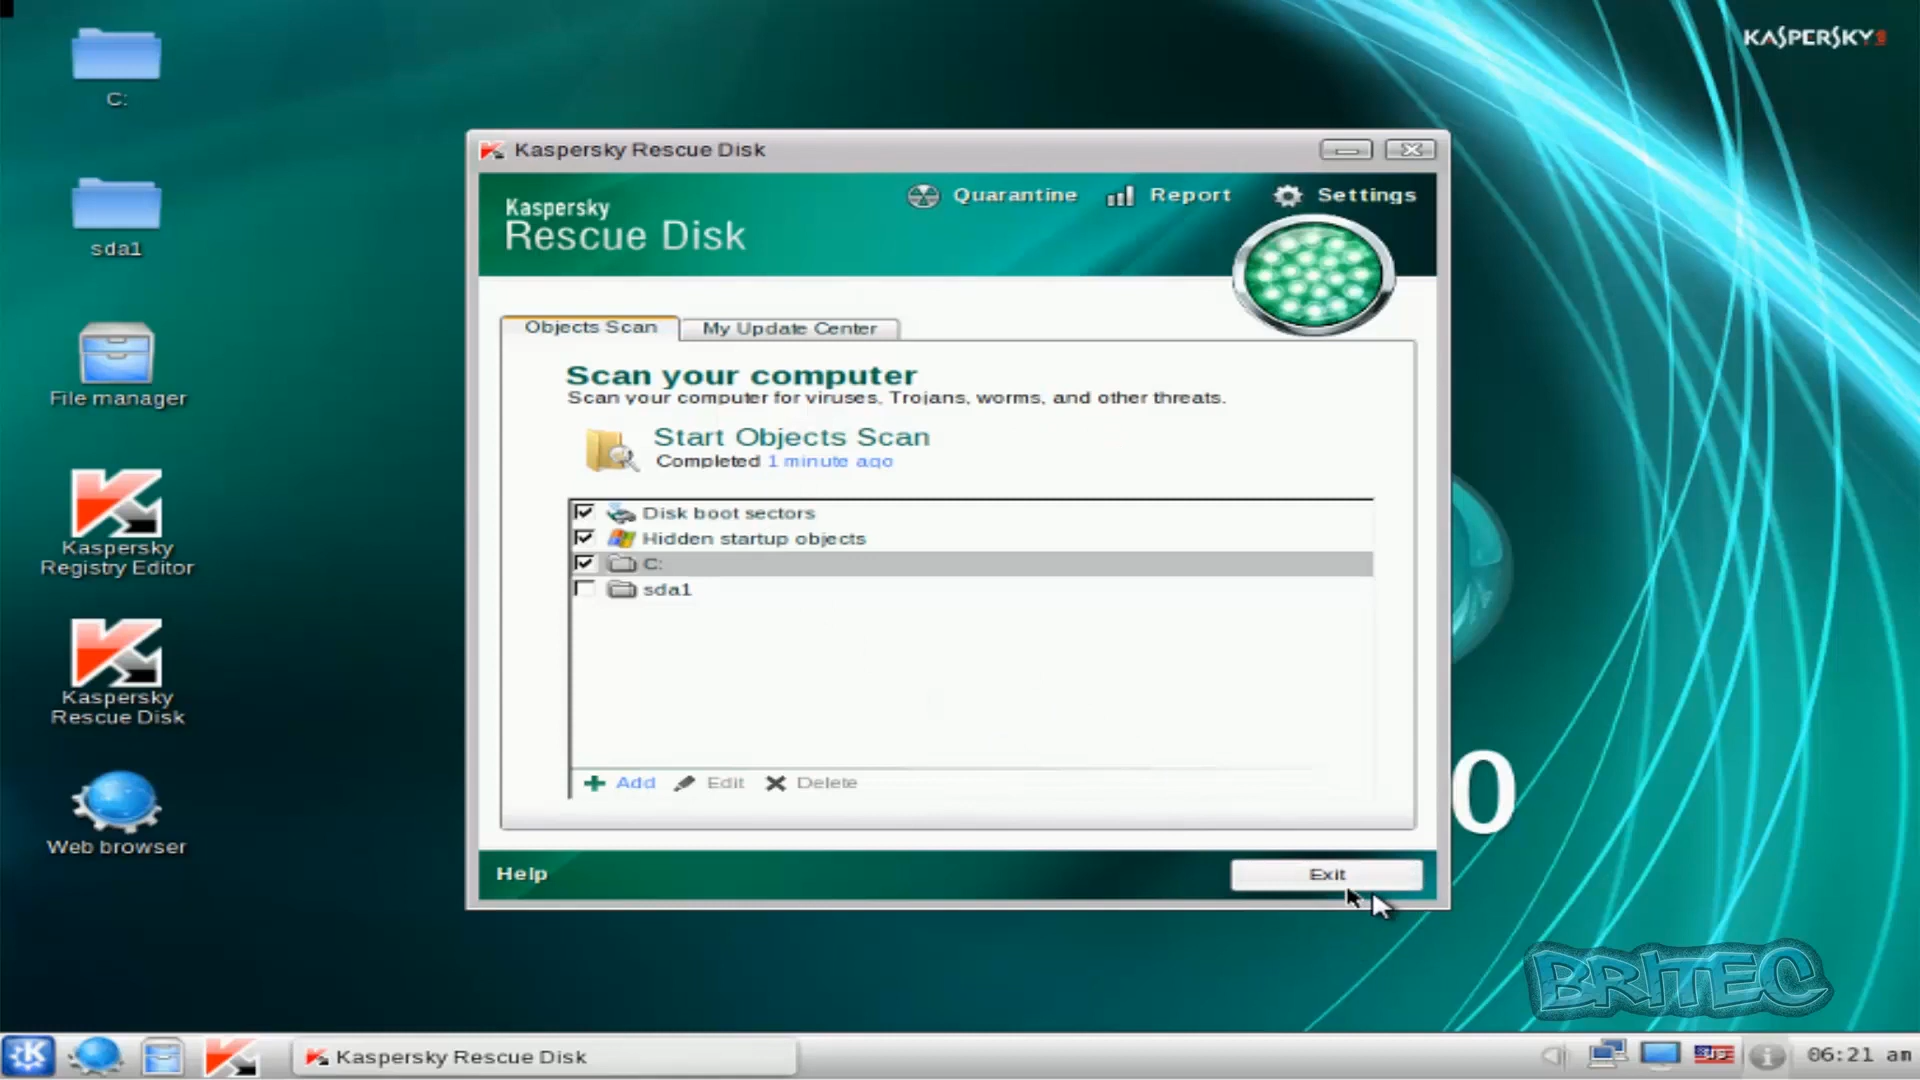 KASPERSKY
C:
sda1
File manager
Kaspersky
Registry Editor
Kaspersky
Rescue Disk
Web browser
Kaspersky Rescue Disk
Quarantine
Report
Settings
Kaspersky
Rescue Disk
Objects Scan
My Update Center
Scan your computer
Scan your computer for viruses, Trojans, worms, and other threats.
Start Objects Scan
Completed 1 minute ago
Disk boot sectors
Hidden startup objects
C:
sda1
Add
Edit
Delete
Help
Exit
0
BRITEC
Kaspersky Rescue Disk
06:21 am